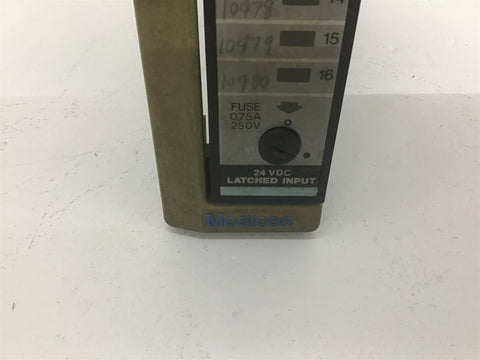 10478 14
10479 15
10480 16
FUSE
0.75A
250V
24 VDC
LATCHED INPUT
Modicon